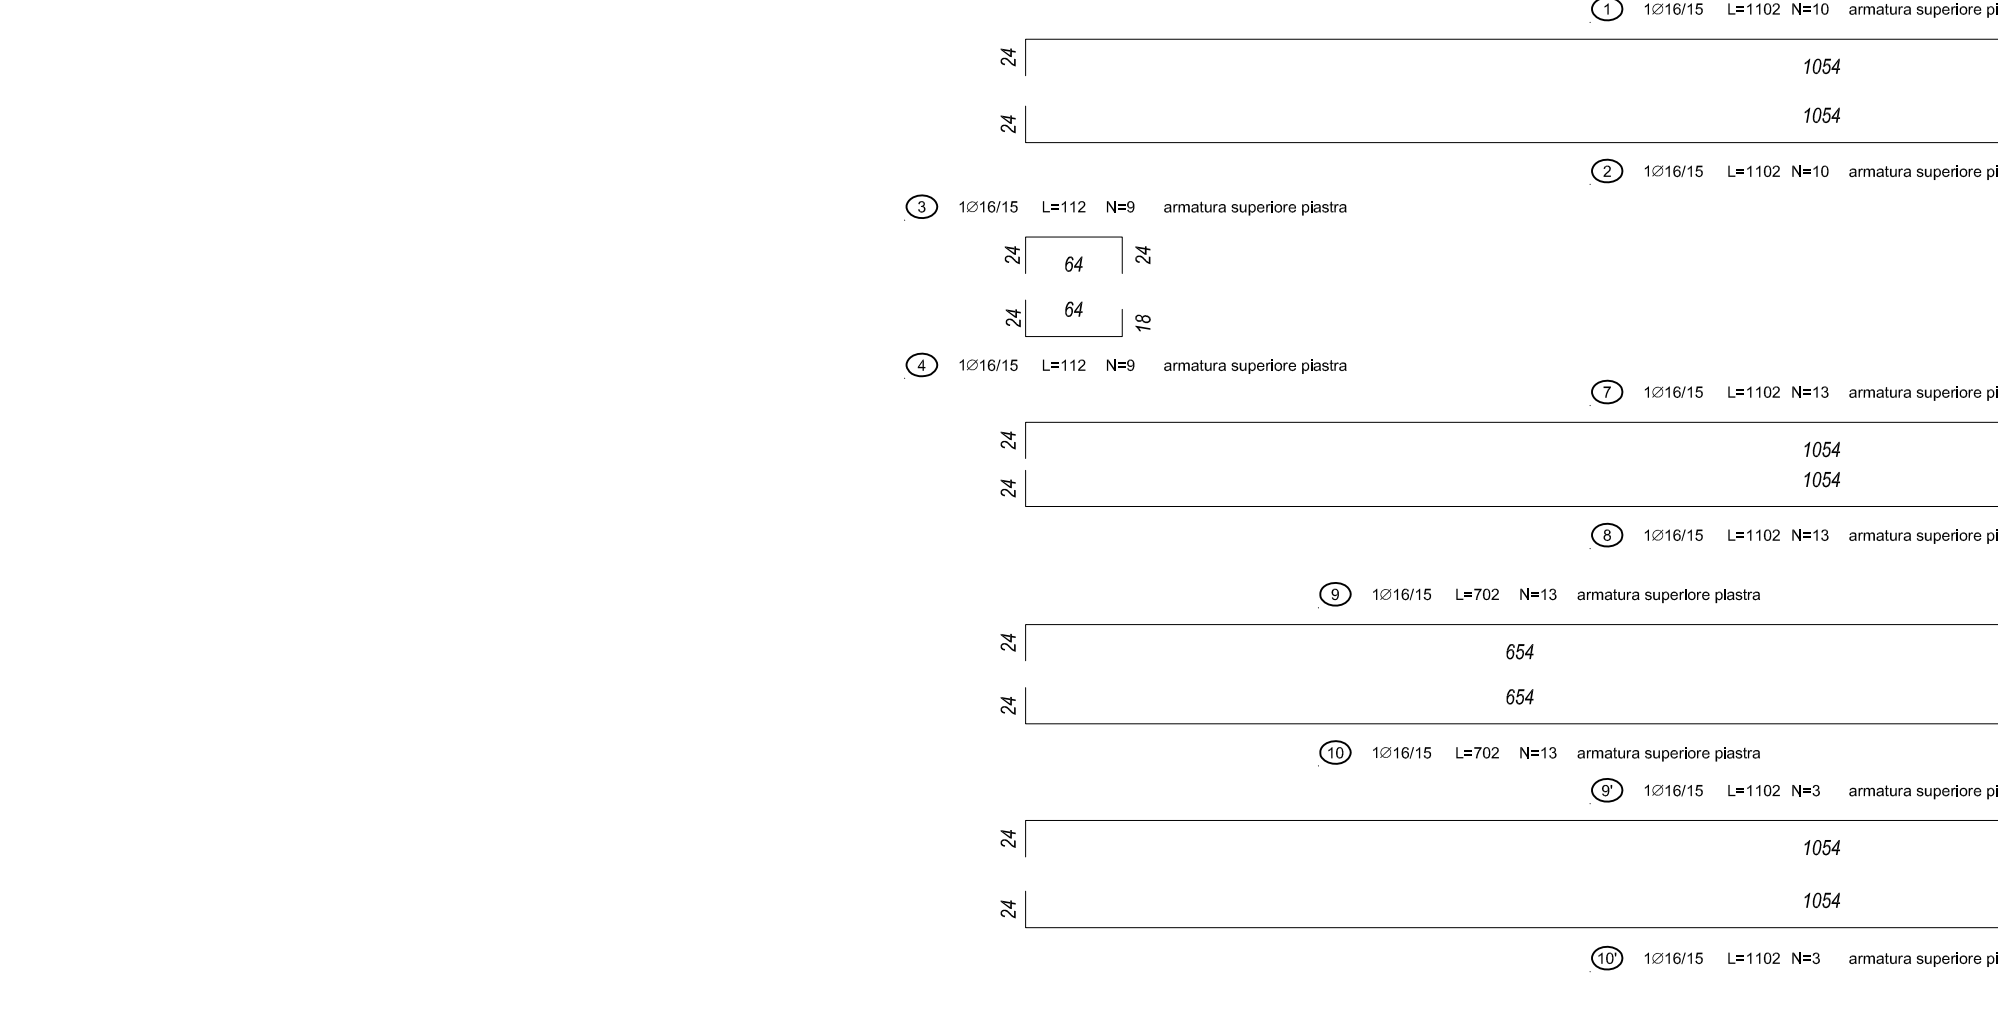 1 1∅16/15 L=1102 N=10 armatura superiore pi
24
1054
24
1054
2 1∅16/15 L=1102 N=10 armatura superiore pi
3 1∅16/15 L=112 N=9 armatura superiore piastra
24 64 24
24 64 18
4 1∅16/15 L=112 N=9 armatura superiore piastra
7 1∅16/15 L=1102 N=13 armatura superiore pi
24 1054
24 1054
8 1∅16/15 L=1102 N=13 armatura superiore pi
9 1∅16/15 L=702 N=13 armatura superiore piastra
24 654
24 654
10 1∅16/15 L=702 N=13 armatura superiore piastra
9' 1∅16/15 L=1102 N=3 armatura superiore pi
24 1054
24 1054
10' 1∅16/15 L=1102 N=3 armatura superiore pi